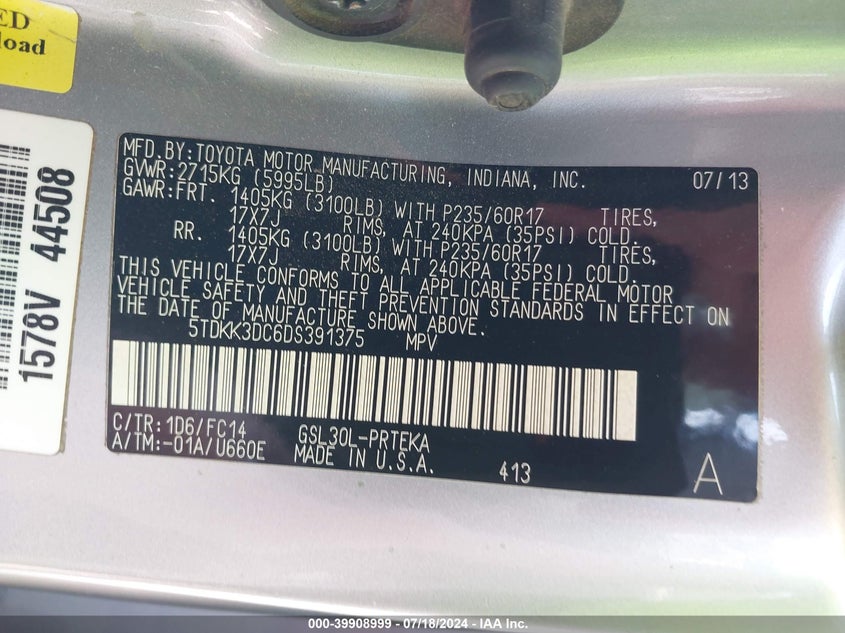 ED
load
1578V 44508
MFD.BY:TOYOTA MOTOR MANUFACTURING, INDIANA, INC. 07/13
GVWR:2715KG (5995LB)
GAWR:FRT. 1405KG (3100LB) WITH P235/60R17 TIRES,
17X7J RIMS, AT 240KPA (35PSI) COLD.
RR. 1405KG (3100LB) WITH P235/60R17 TIRES,
17X7J RIMS, AT 240KPA (35PSI) COLD.
THIS VEHICLE CONFORMS TO ALL APPLICABLE FEDERAL MOTOR
VEHICLE SAFETY AND THEFT PREVENTION STANDARDS IN EFFECT ON
THE DATE OF MANUFACTURE SHOWN ABOVE.
5TDKK3DC6DS391375 MPV
C/TR:1D6/FC14 GSL30L-PRTEKA
A/TM:-01A/U660E MADE IN U.S.A. 413 A
000-39908999 - 07/18/2024 - IAA Inc.